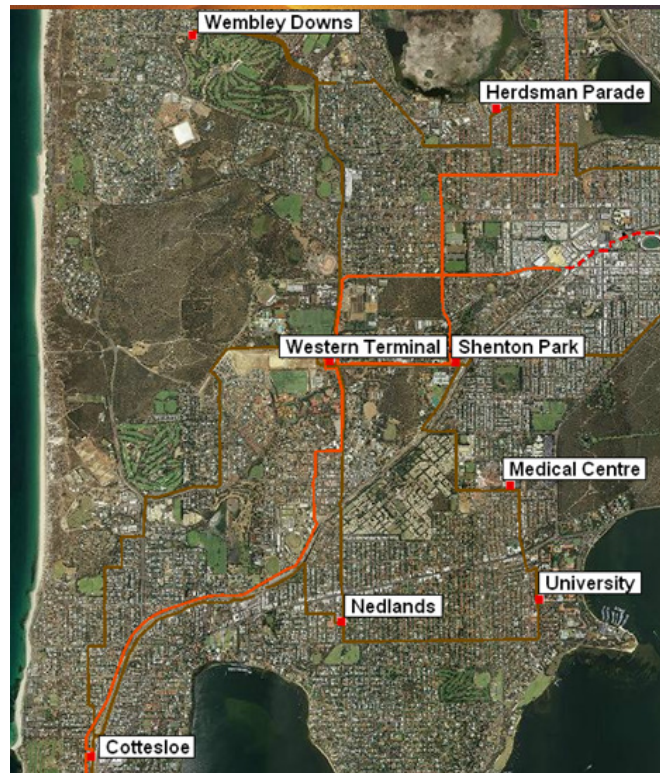 Wembley Downs
Herdsman Parade
Western Terminal
Shenton Park
Medical Centre
University
Nedlands
Cottesloe